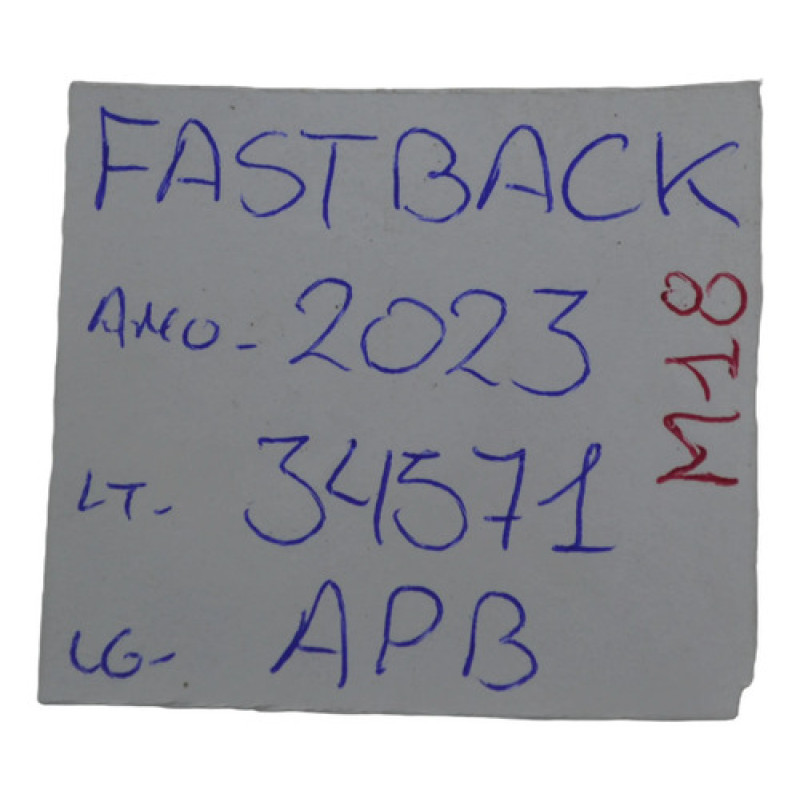 FASTBACK
ANO- 2023
LT- 34571
LG- APB
M18